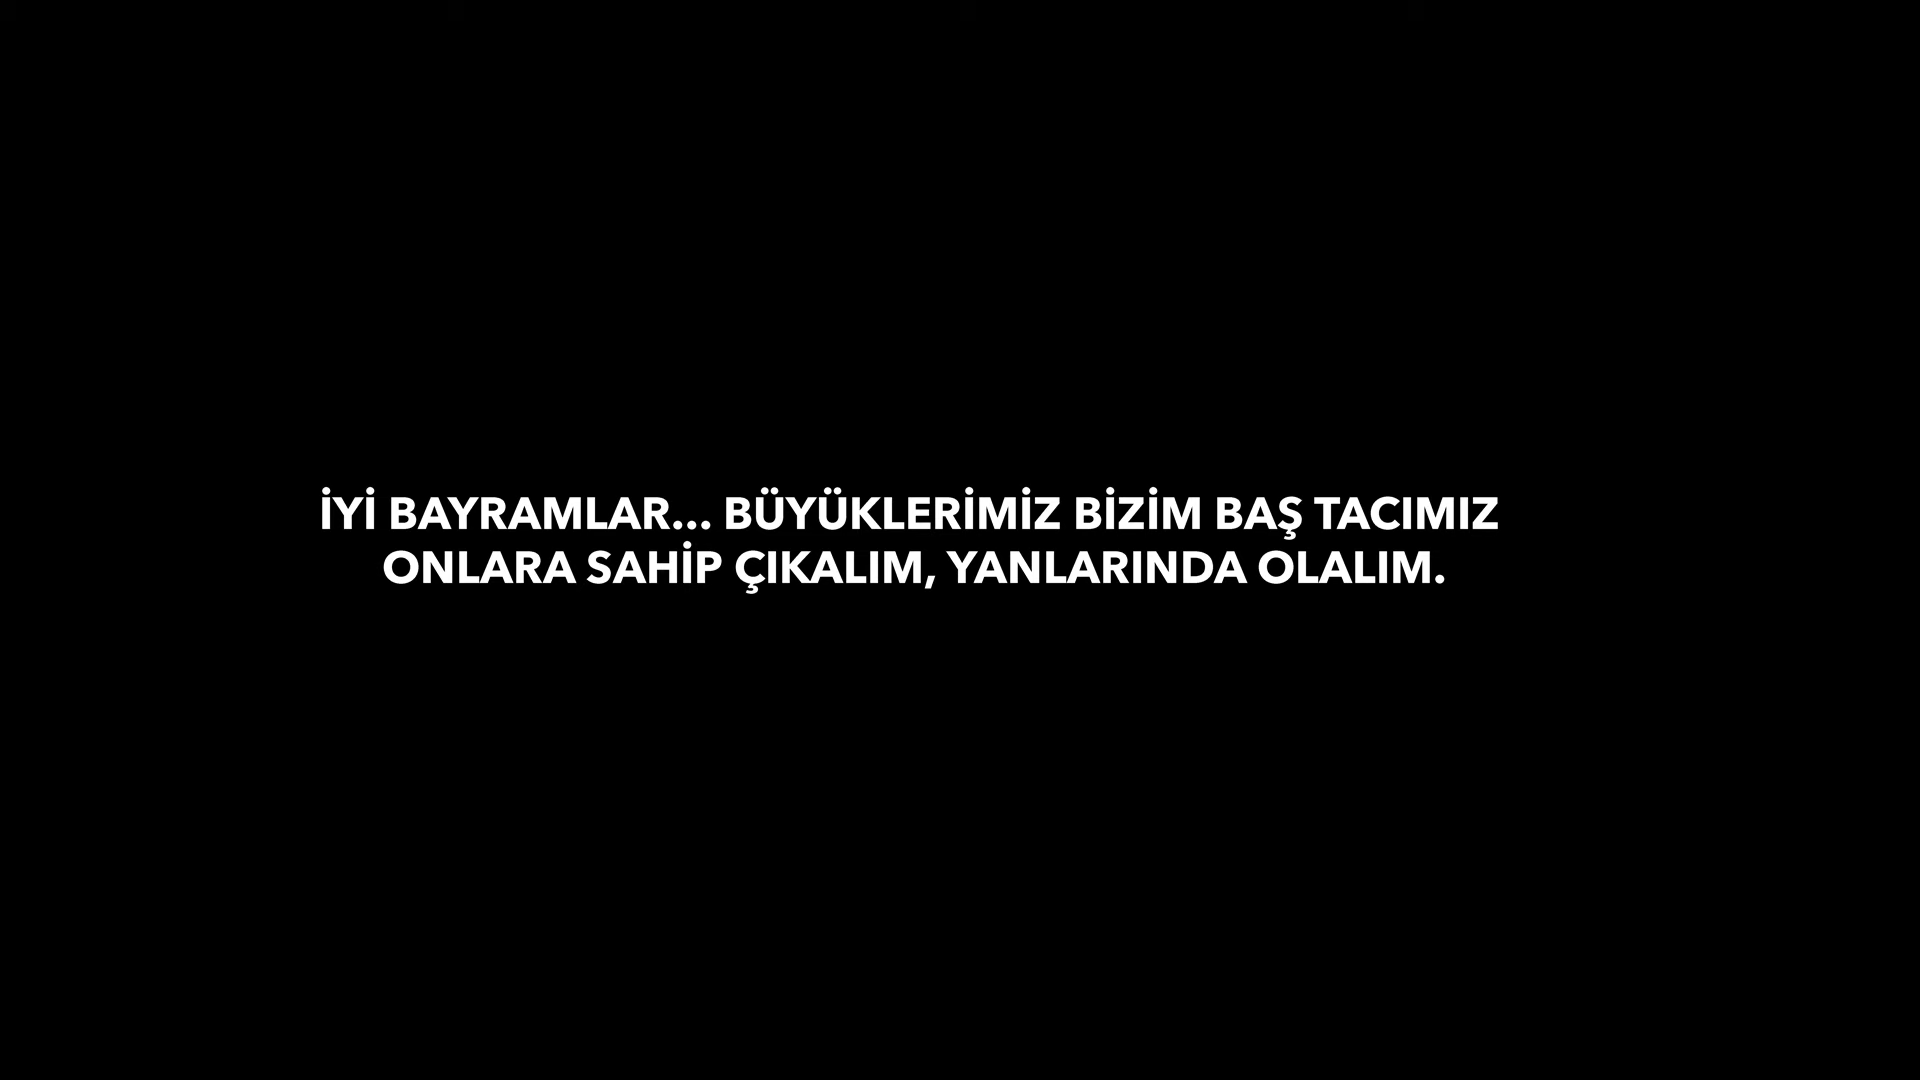 İYİ BAYRAMLAR... BÜYÜKLERİMİZ BİZİM BAŞ TACIMIZ
ONLARA SAHİP ÇIKALIM, YANLARINDA OLALIM.